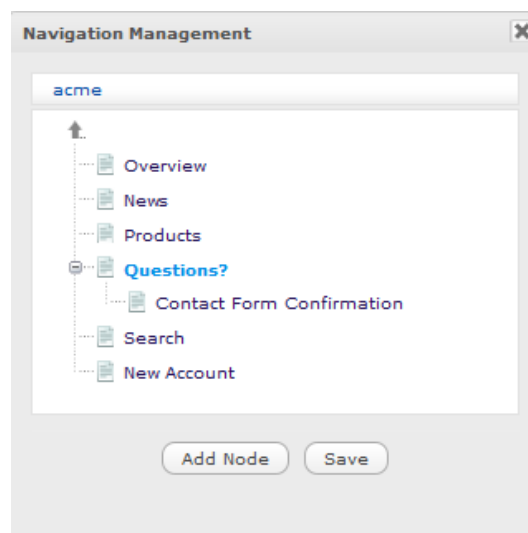 Navigation Management
acme
Overview
News
Products
Questions?
Contact Form Confirmation
Search
New Account
Add Node Save